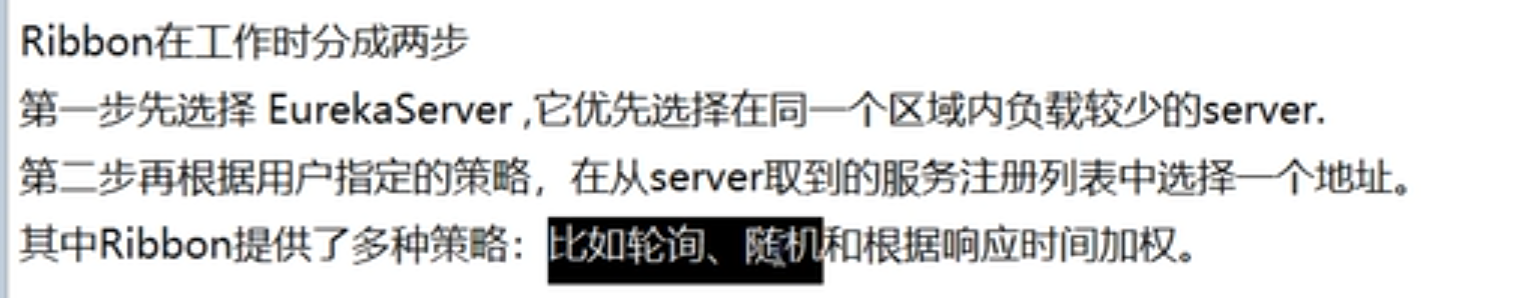 Ribbon在工作时分成两步
第一步先选择 EurekaServer ,它优先选择在同一个区域内负载较少的server.
第二步再根据用户指定的策略，在从server取到的服务注册列表中选择一个地址。
其中Ribbon提供了多种策略：比如轮询、随机和根据响应时间加权。